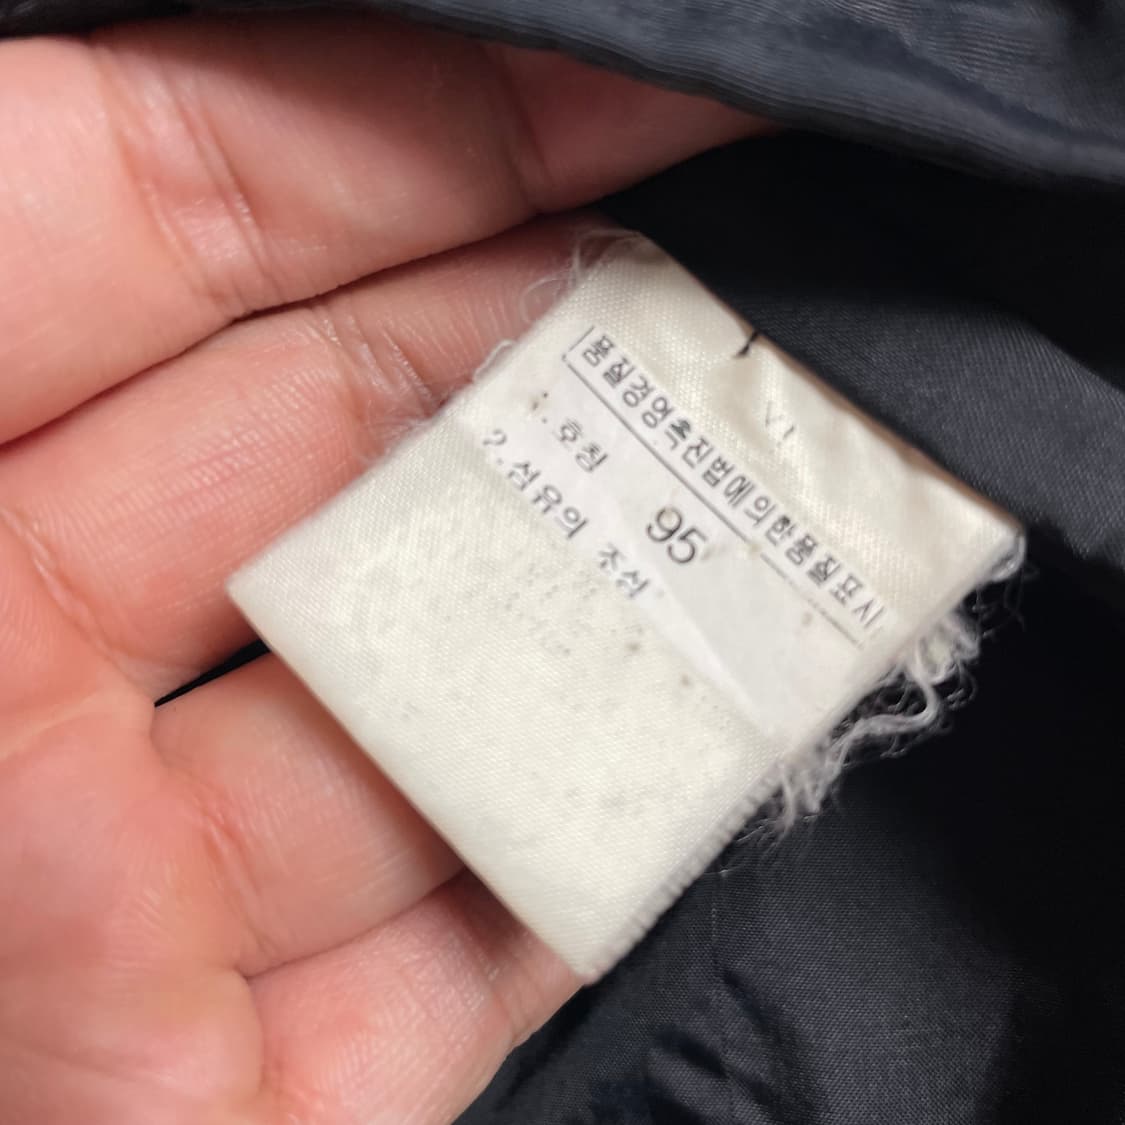 품질경영촉진법에의한품질표시
1. 호칭 95
2. 섬유의 조성